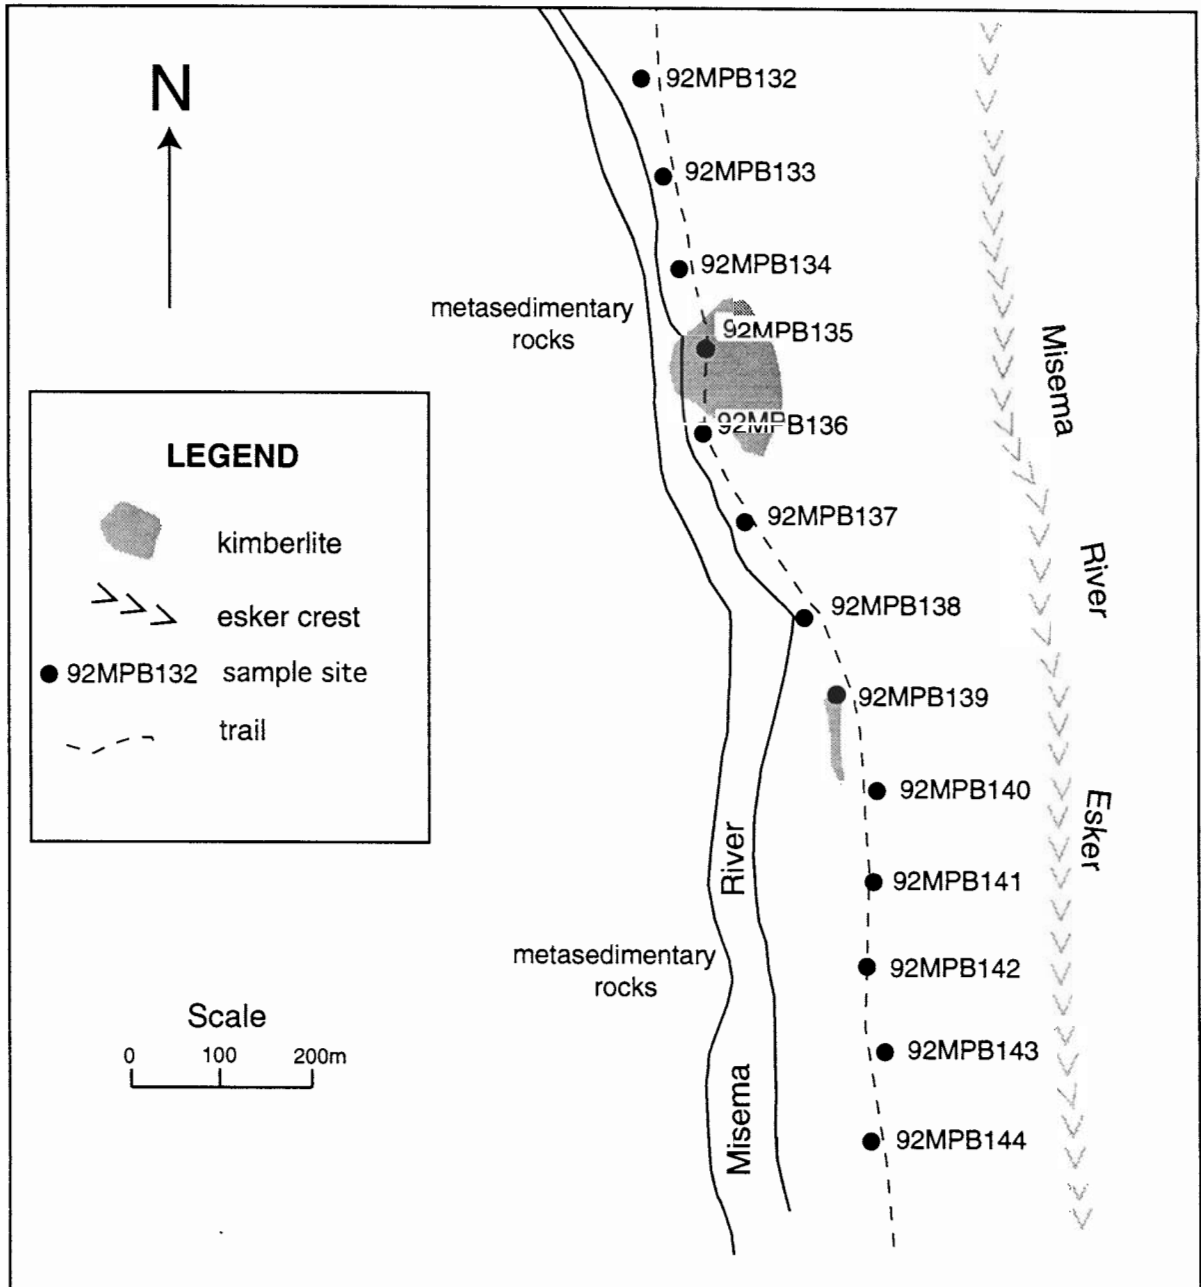 N
92MPB132
92MPB133
92MPB134
metasedimentary
rocks
92MPB135
92MPB136
92MPB137
92MPB138
92MPB139
92MPB140
92MPB141
92MPB142
92MPB143
92MPB144
Misema
River
Esker
LEGEND
kimberlite
esker crest
92MPB132 sample site
trail
River
Misema
metasedimentary
rocks
Scale
0 100 200m